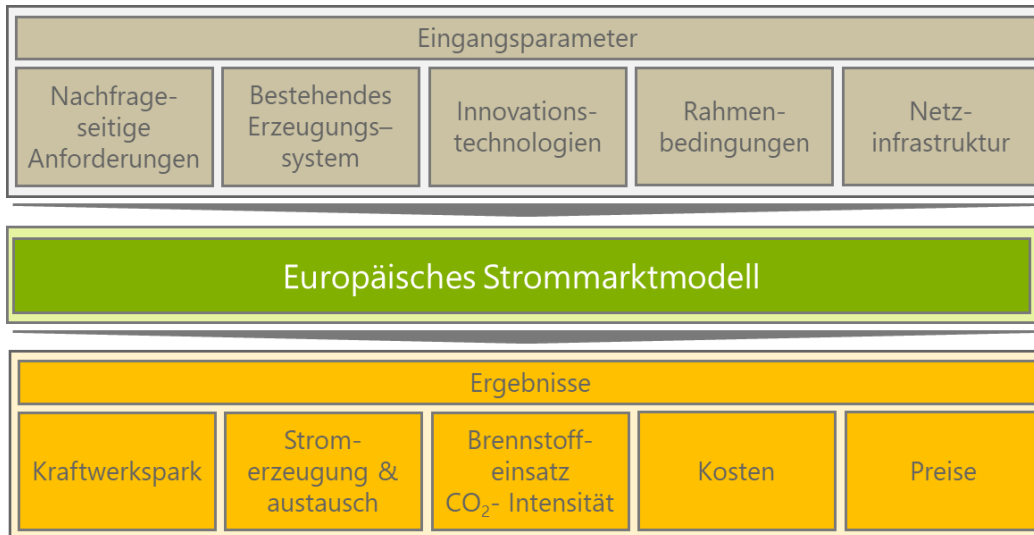 Eingangsparameter
Nachfrage-
seitige
Anforderungen
Bestehendes
Erzeugungs–
system
Innovations-
technologien
Rahmen-
bedingungen
Netz-
infrastruktur
Europäisches Strommarktmodell
Ergebnisse
Kraftwerkspark
Strom-
erzeugung &
austausch
Brennstoff-
einsatz
CO₂- Intensität
Kosten
Preise